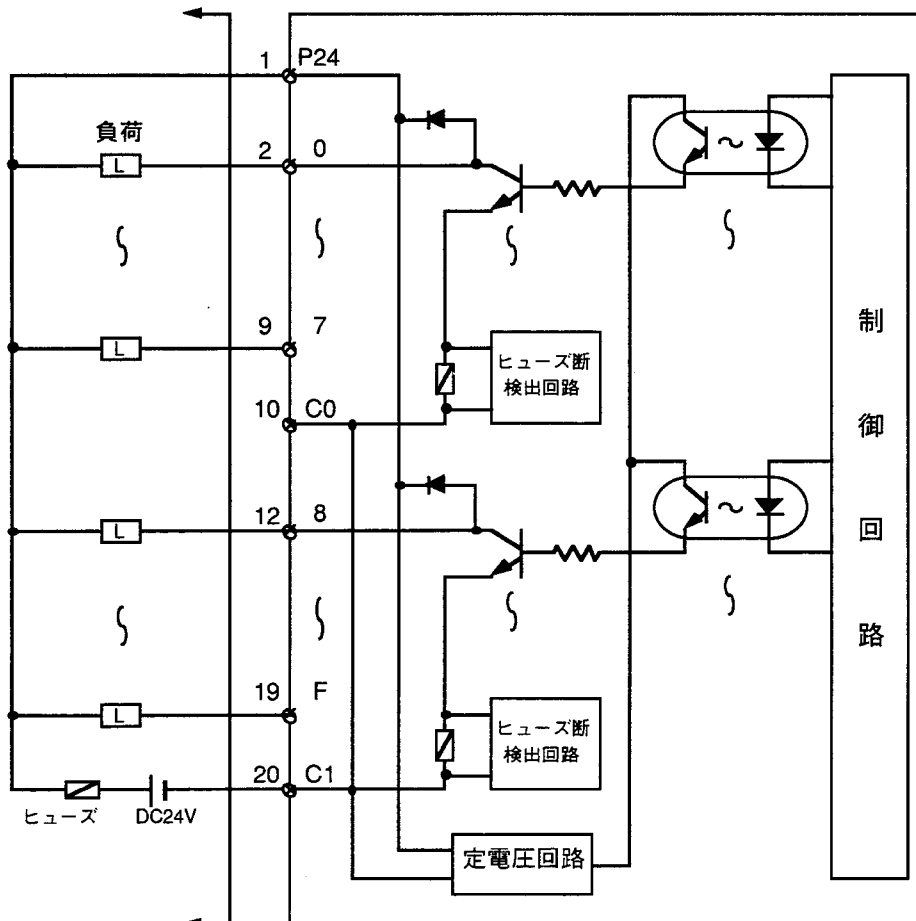 1 P24
負荷
L 2 0
L 9 7
ヒューズ断
検出回路
10 C0
L 12 8
L 19 F
ヒューズ断
検出回路
20 C1
ヒューズ DC24V
定電圧回路
制御回路